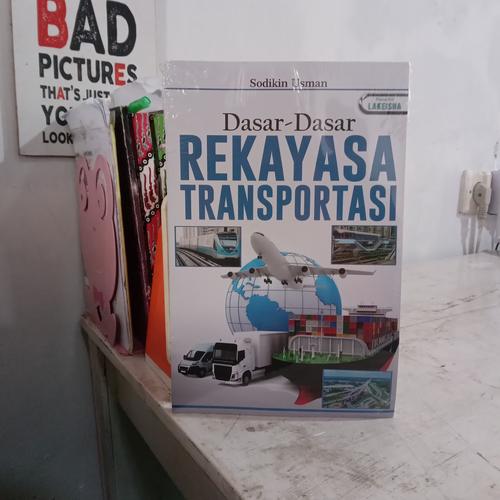 BAD
PICTURES
THAT'S JUST
YO
LOOK
Sodikin Usman
LAKEISHA
Dasar-Dasar
REKAYASA
TRANSPORTASI